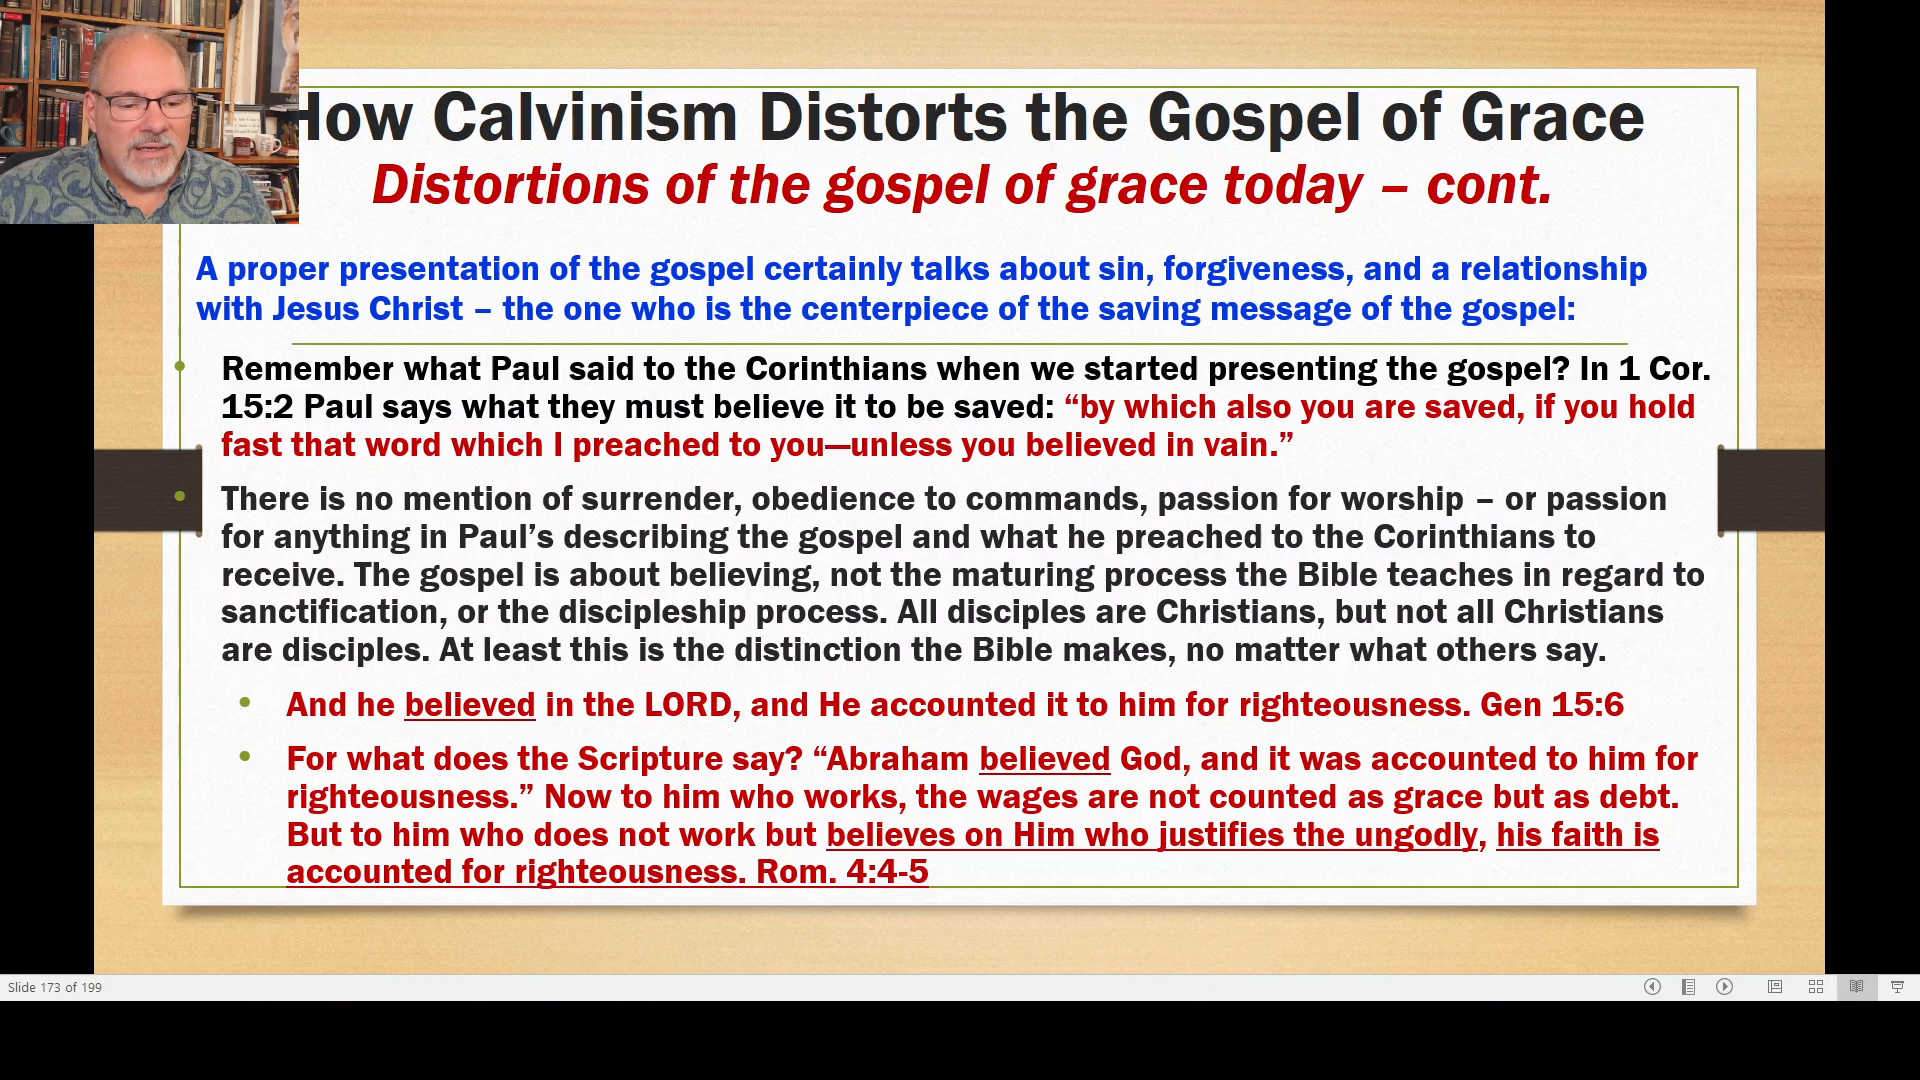 How Calvinism Distorts the Gospel of Grace
Distortions of the gospel of grace today – cont.
A proper presentation of the gospel certainly talks about sin, forgiveness, and a relationship
with Jesus Christ – the one who is the centerpiece of the saving message of the gospel:
Remember what Paul said to the Corinthians when we started presenting the gospel? In 1 Cor.
15:2 Paul says what they must believe it to be saved: “by which also you are saved, if you hold
fast that word which I preached to you—unless you believed in vain.”
There is no mention of surrender, obedience to commands, passion for worship – or passion
for anything in Paul’s describing the gospel and what he preached to the Corinthians to
receive. The gospel is about believing, not the maturing process the Bible teaches in regard to
sanctification, or the discipleship process. All disciples are Christians, but not all Christians
are disciples. At least this is the distinction the Bible makes, no matter what others say.
And he believed in the LORD, and He accounted it to him for righteousness. Gen 15:6
For what does the Scripture say? “Abraham believed God, and it was accounted to him for
righteousness.” Now to him who works, the wages are not counted as grace but as debt.
But to him who does not work but believes on Him who justifies the ungodly, his faith is
accounted for righteousness. Rom. 4:4-5
Slide 173 of 199